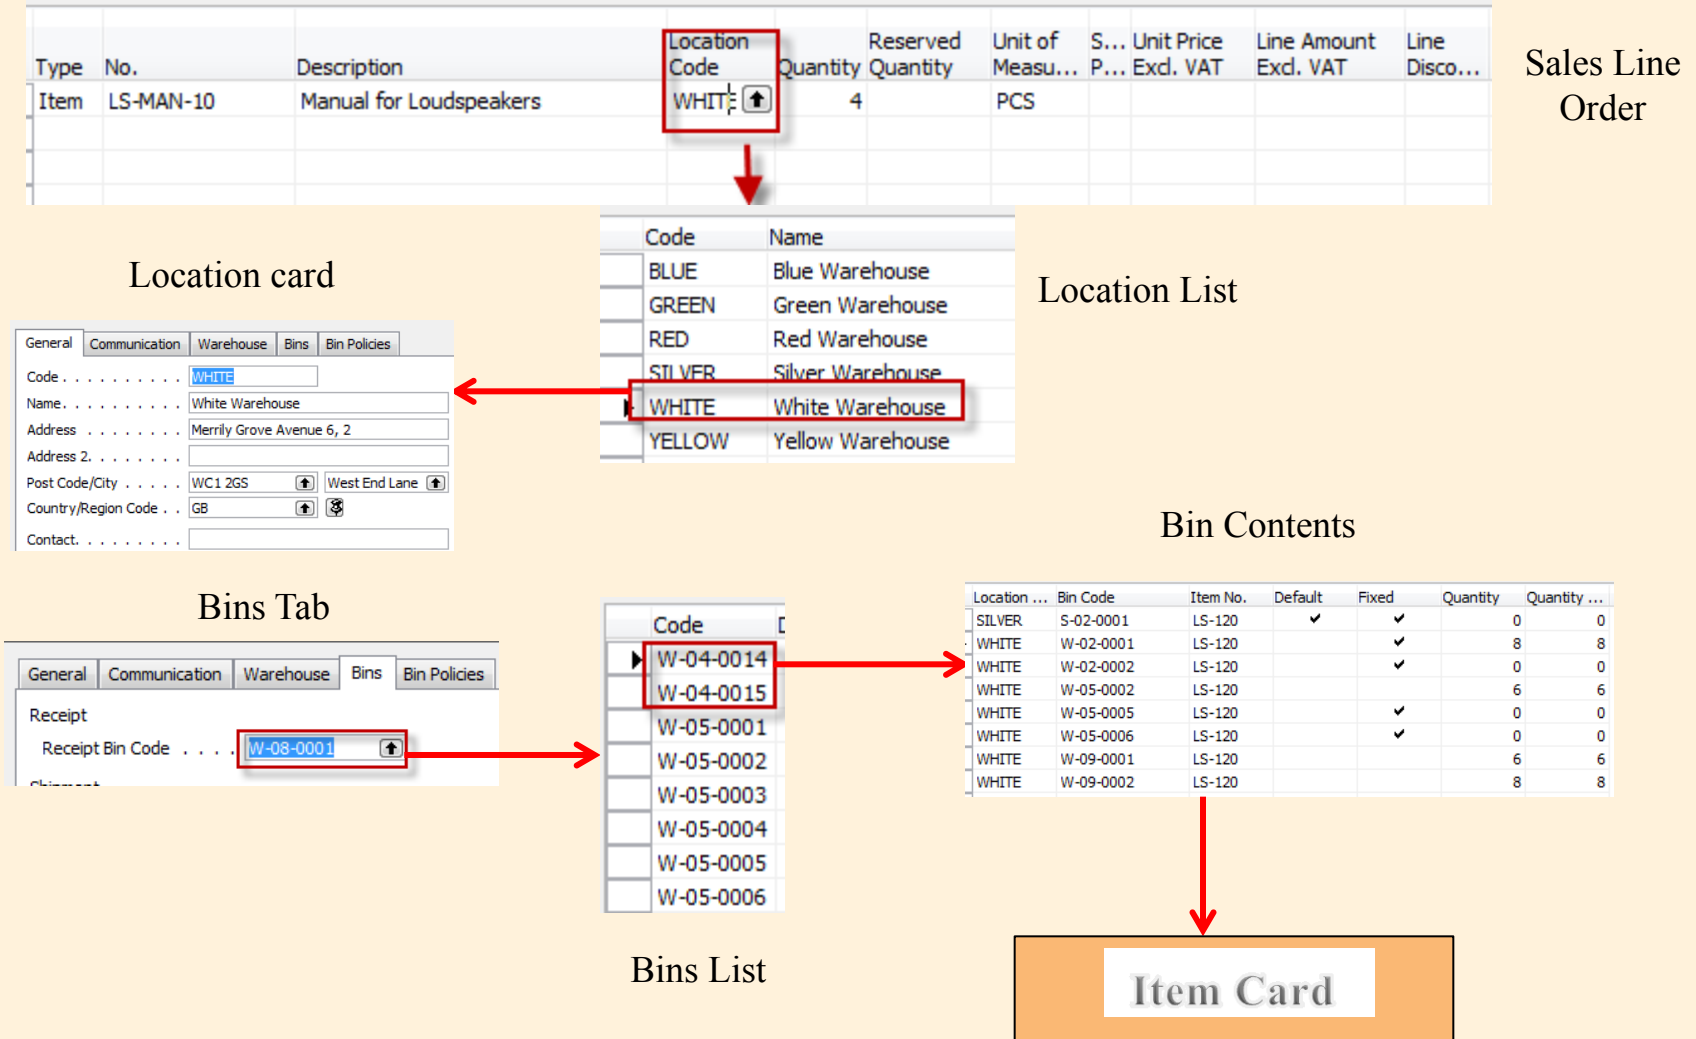 Location Reserved Unit of S... Unit Price Line Amount Line
Type No. Description Code Quantity Quantity Measu... P... Excl. VAT Excl. VAT Disco...
Item LS-MAN-10 Manual for Loudspeakers WHITE 4 PCS
Sales Line
Order
Code Name
BLUE Blue Warehouse
GREEN Green Warehouse
RED Red Warehouse
SILVER Silver Warehouse
WHITE White Warehouse
YELLOW Yellow Warehouse
Location List
Location card
General Communication Warehouse Bins Bin Policies
Code . . . . . . . . . . WHITE
Name. . . . . . . . . . White Warehouse
Address . . . . . . . . Merrily Grove Avenue 6, 2
Address 2. . . . . . . .
Post Code/City . . . . . WC1 2GS West End Lane
Country/Region Code . . GB
Contact. . . . . . . . .
Bins Tab
General Communication Warehouse Bins Bin Policies
Receipt
Receipt Bin Code . . . . W-08-0001
Shipment
Code D
W-04-0014
W-04-0015
W-05-0001
W-05-0002
W-05-0003
W-05-0004
W-05-0005
W-05-0006
Bins List
Bin Contents
Location ... Bin Code Item No. Default Fixed Quantity Quantity ...
SILVER S-02-0001 LS-120 ✔ ✔ 0 0
WHITE W-02-0001 LS-120 ✔ 8 8
WHITE W-02-0002 LS-120 ✔ 0 0
WHITE W-05-0002 LS-120 6 6
WHITE W-05-0005 LS-120 ✔ 0 0
WHITE W-05-0006 LS-120 ✔ 0 0
WHITE W-09-0001 LS-120 6 6
WHITE W-09-0002 LS-120 8 8
Item Card